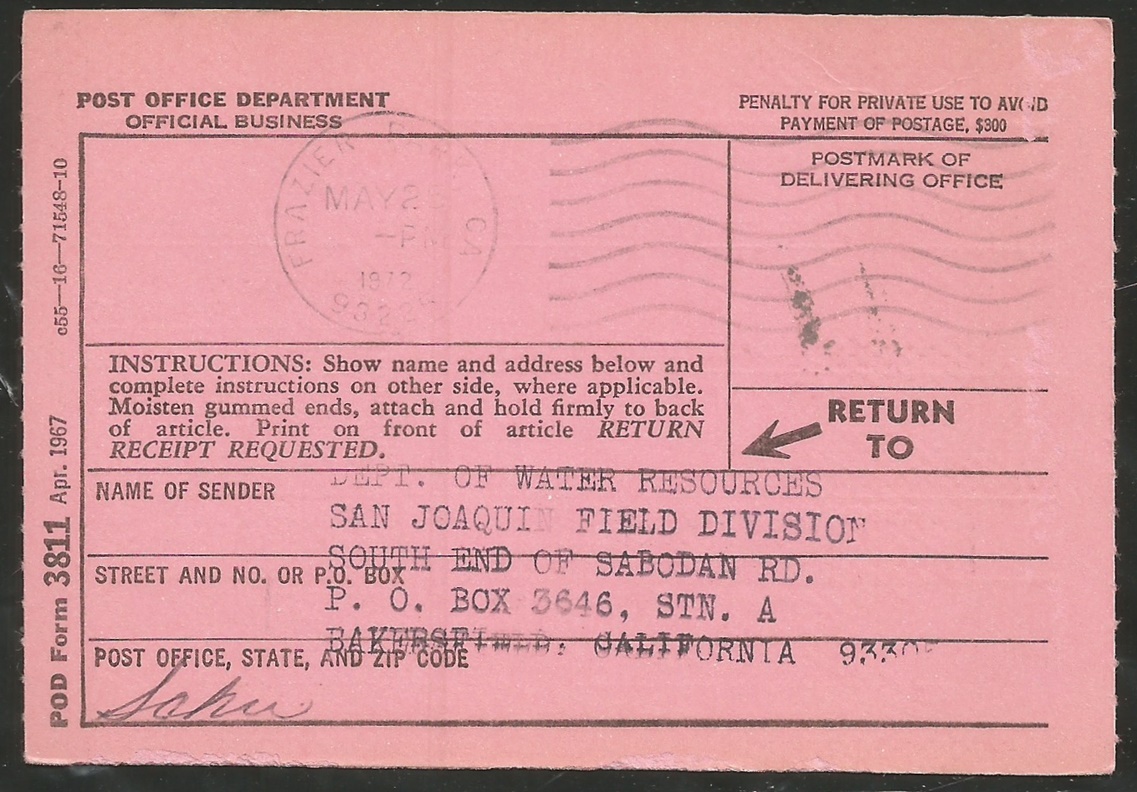 POST OFFICE DEPARTMENT
OFFICIAL BUSINESS
PENALTY FOR PRIVATE USE TO AVOID
PAYMENT OF POSTAGE, $300
FRAZIER CA
MAY
1972
POSTMARK OF
DELIVERING OFFICE
c55—16—71548-10
INSTRUCTIONS: Show name and address below and
complete instructions on other side, where applicable.
Moisten gummed ends, attach and hold firmly to back
of article. Print on front of article RETURN
RECEIPT REQUESTED.
RETURN
TO
NAME OF SENDER
DEPT. OF WATER RESOURCES
SAN JOAQUIN FIELD DIVISION
SOUTH END OF SABODAN RD.
STREET AND NO. OR P.O. BOX
P. O. BOX 3646, STN. A
BAKERSFIELD, CALIFORNIA
POST OFFICE, STATE, AND ZIP CODE
POD Form 3811 Apr. 1967